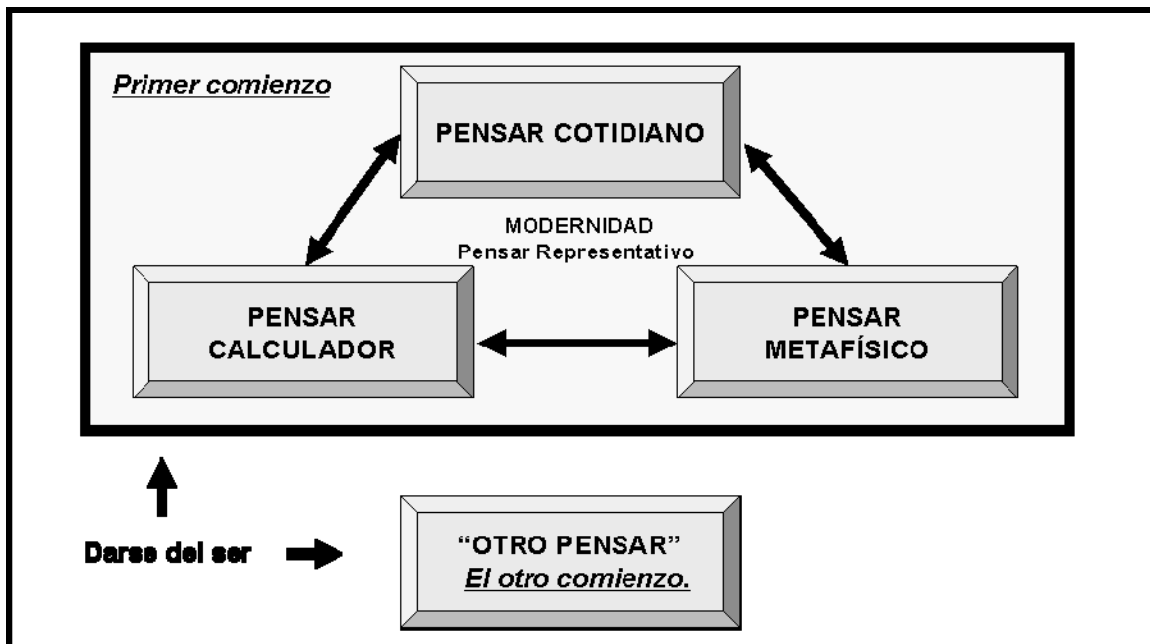 Primer comienzo
PENSAR COTIDIANO
MODERNIDAD
Pensar Representativo
PENSAR
CALCULADOR
PENSAR
METAFÍSICO
Darse del ser
“OTRO PENSAR”
El otro comienzo.